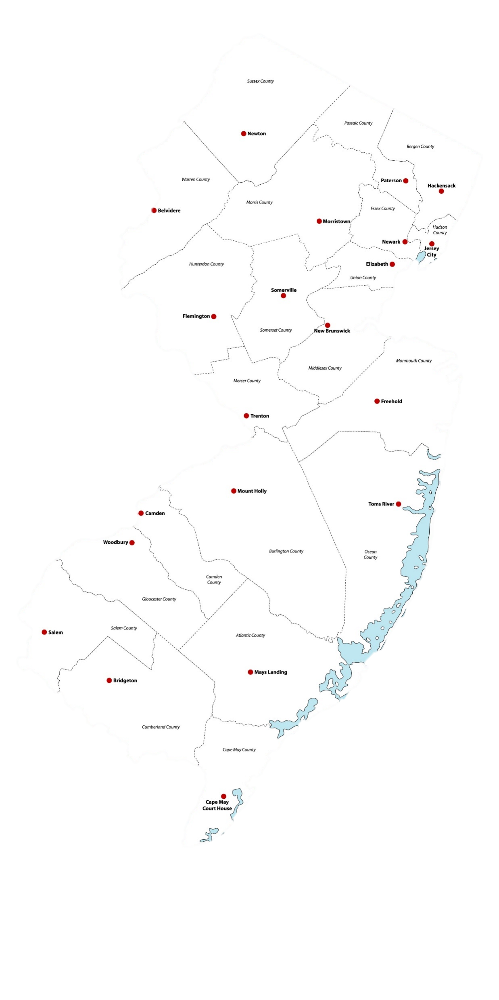 Sussex County
Passaic County
Newton
Bergen County
Warren County
Paterson
Hackensack
Morris County
Essex County
Belvidere
Morristown
Hudson
County
Newark
Jersey
City
Hunterdon County
Elizabeth
Union County
Somerville
Flemington
Somerset County
New Brunswick
Monmouth County
Middlesex County
Mercer County
Freehold
Trenton
Mount Holly
Toms River
Camden
Woodbury
Burlington County
Ocean
County
Camden
County
Gloucester County
Salem County
Salem
Atlantic County
Mays Landing
Bridgeton
Cumberland County
Cape May County
Cape May
Court House